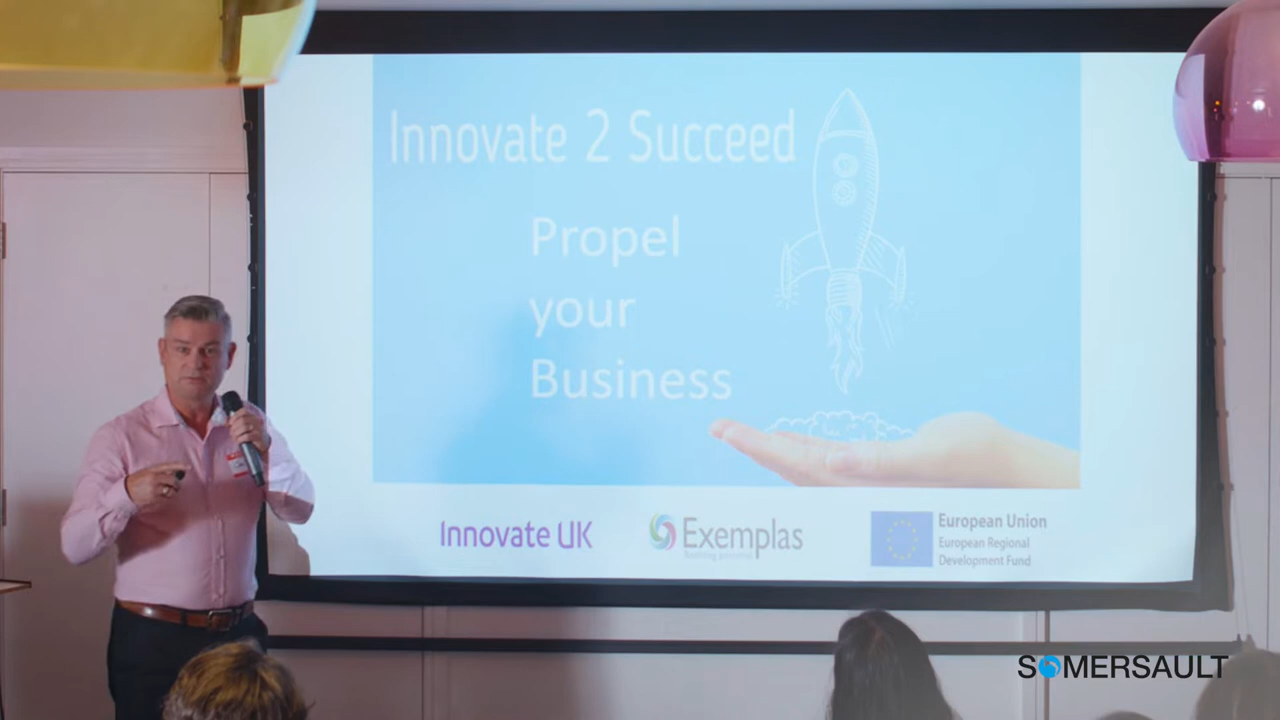 Innovate 2 Succeed
Propel
your
Business
Innovate UK
Exemplas
European Union
European Regional
Development Fund
SOMERSAULT